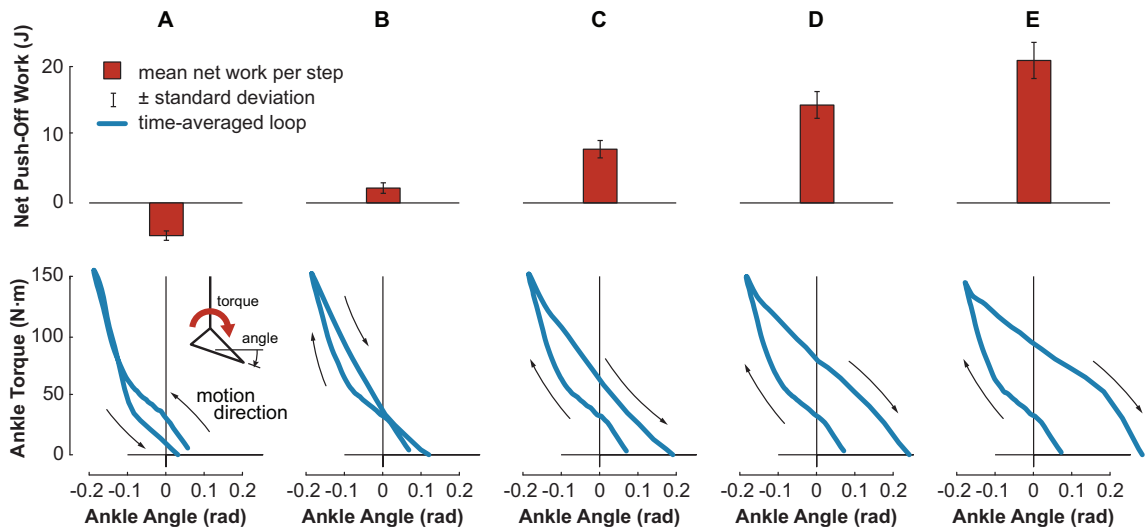 A B C D E
Net Push-Off Work (J)
20
10
0
mean net work per step
± standard deviation
time-averaged loop
-0.2 -0.1 0 0.1 0.2
-0.2 -0.1 0 0.1 0.2
-0.2 -0.1 0 0.1 0.2
-0.2 -0.1 0 0.1 0.2
-0.2 -0.1 0 0.1 0.2
Ankle Torque (N·m)
150
100
50
0
torque
angle
motion
direction
Ankle Angle (rad) Ankle Angle (rad) Ankle Angle (rad) Ankle Angle (rad) Ankle Angle (rad)